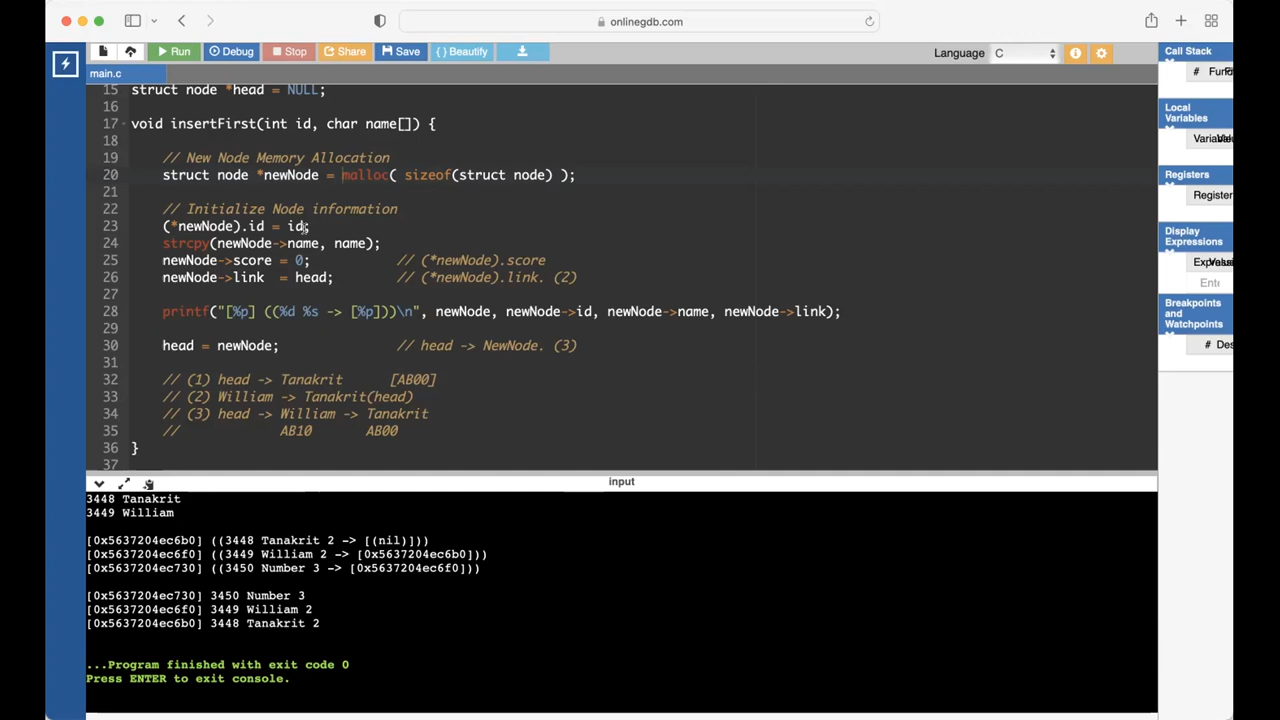 onlinegdb.com
Run Debug Stop Share Save { } Beautify Language C
main.c
15 struct node *head = NULL;
16
17 void insertFirst(int id, char name[]) {
18
19 // New Node Memory Allocation
20 struct node *newNode = malloc( sizeof(struct node) );
21
22 // Initialize Node information
23 (*newNode).id = id;
24 strcpy(newNode->name, name);
25 newNode->score = 0; // (*newNode).score
26 newNode->link = head; // (*newNode).link. (2)
27
28 printf("[%p] ((%d %s -> [%p]))\n", newNode, newNode->id, newNode->name, newNode->link);
29
30 head = newNode; // head -> NewNode. (3)
31
32 // (1) head -> Tanakrit [AB00]
33 // (2) William -> Tanakrit(head)
34 // (3) head -> William -> Tanakrit
35 // AB10 AB00
36 }
37
Call Stack
# Fun
Local
Variables
Variable
Registers
Register
Display
Expressions
Ente
Breakpoints
and
Watchpoints
# Des
input
3448 Tanakrit
3449 William
[0x5637204ec6b0] ((3448 Tanakrit 2 -> [(nil)]))
[0x5637204ec6f0] ((3449 William 2 -> [0x5637204ec6b0]))
[0x5637204ec730] ((3450 Number 3 -> [0x5637204ec6f0]))
[0x5637204ec730] 3450 Number 3
[0x5637204ec6f0] 3449 William 2
[0x5637204ec6b0] 3448 Tanakrit 2
...Program finished with exit code 0
Press ENTER to exit console.